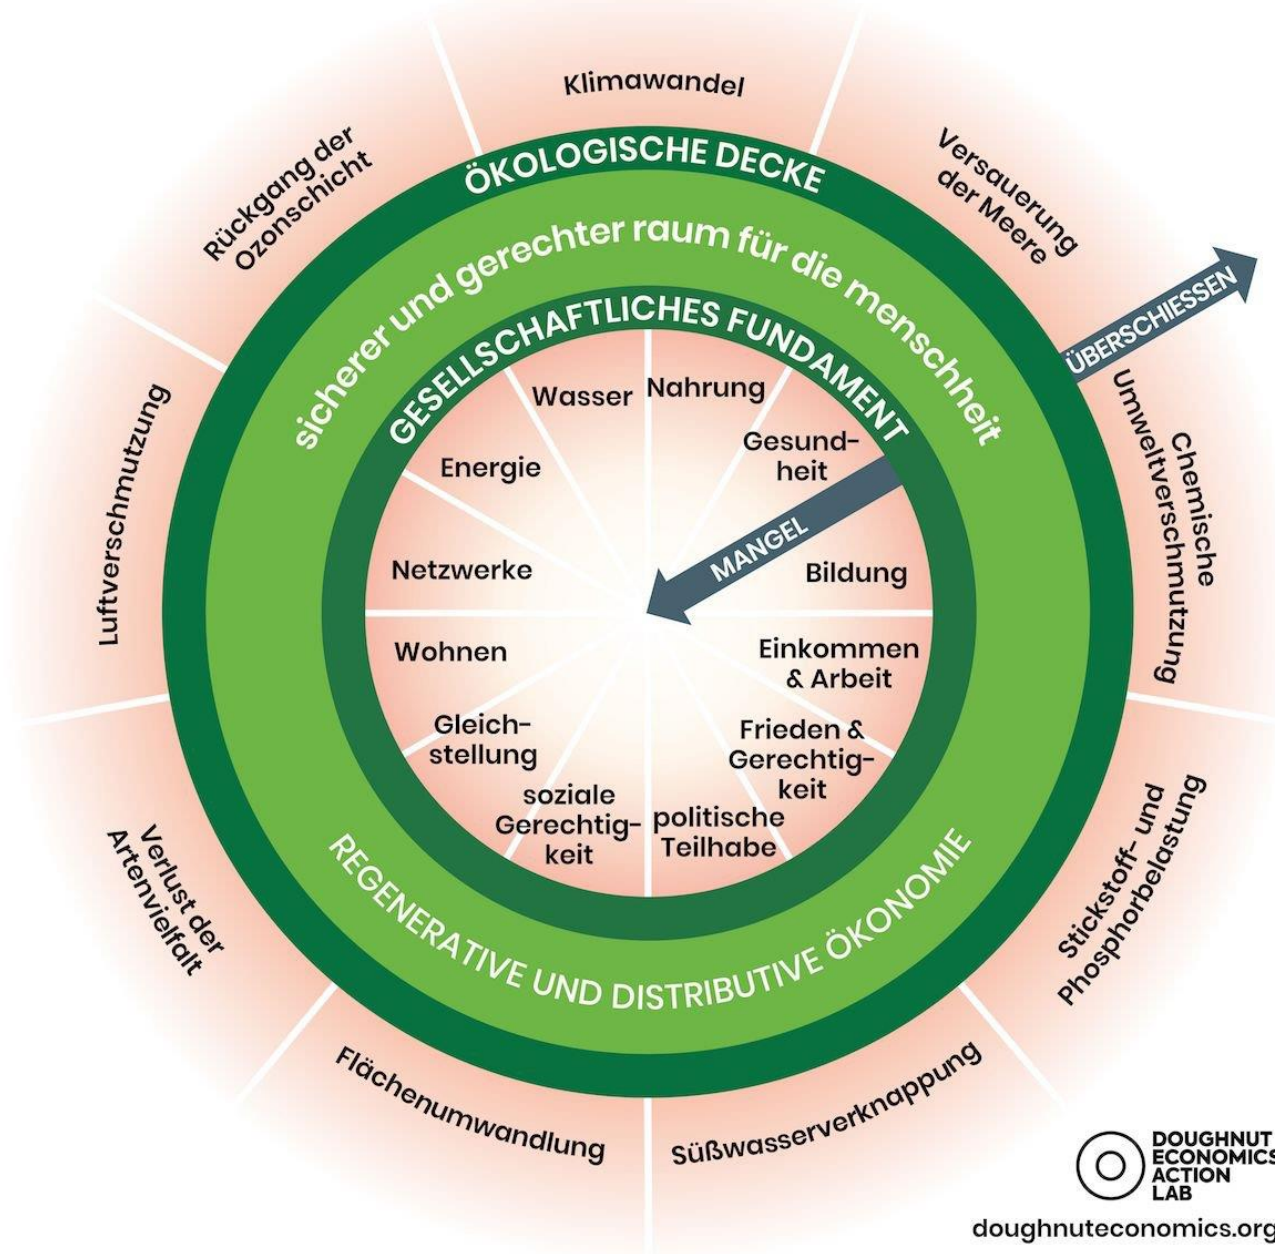 Klimawandel
Rückgang der
Ozonschicht
Versauerung
der Meere
ÖKOLOGISCHE DECKE
sicherer und gerechter raum für die menschheit
GESELLSCHAFTLICHES FUNDAMENT
ÜBERSCHIESSEN
Wasser
Nahrung
Energie
Gesund-
heit
MANGEL
Netzwerke
Bildung
Wohnen
Einkommen
& Arbeit
Gleich-
stellung
Frieden &
Gerechtig-
keit
soziale
Gerechtig-
keit
politische
Teilhabe
REGENERATIVE UND DISTRIBUTIVE ÖKONOMIE
Luftverschmutzung
Chemische
Umweltverschmutzung
Verlust der
Artenvielfalt
Stickstoff- und
Phosphorbelastung
Flächenumwandlung
Süßwasserverknappung
DOUGHNUT
ECONOMICS
ACTION
LAB
doughnuteconomics.org